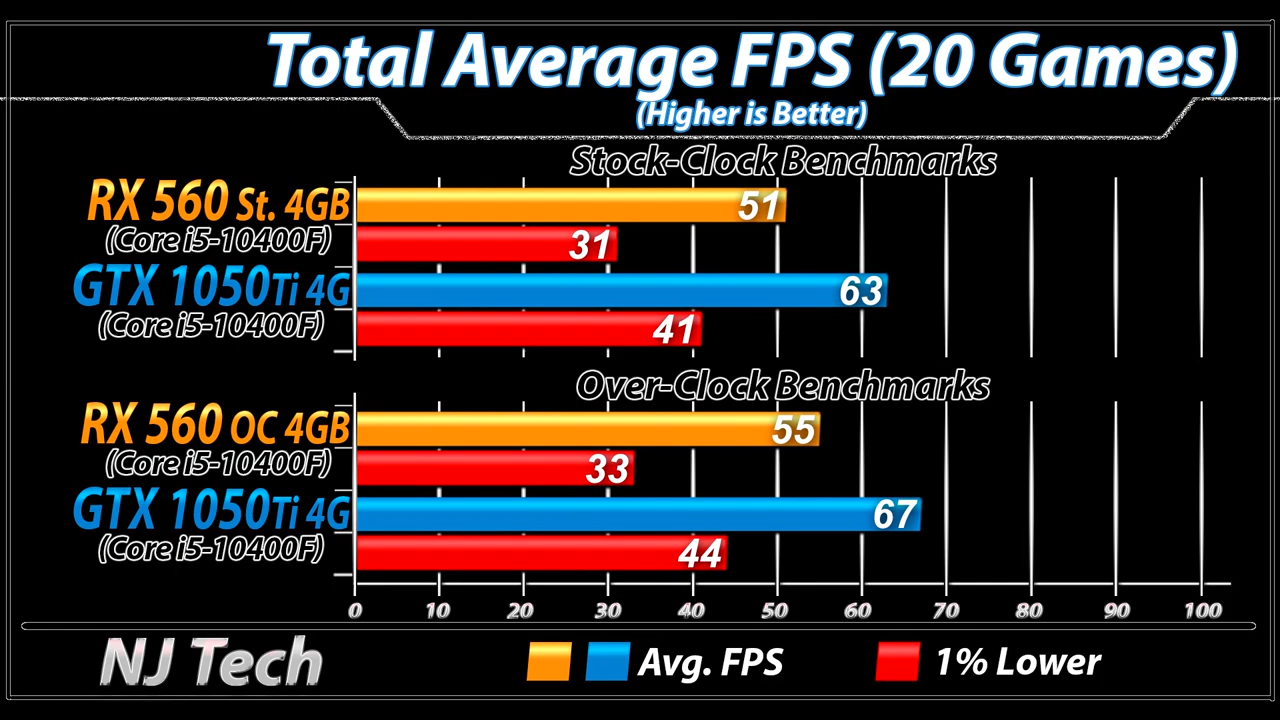 Total Average FPS (20 Games)
(Higher is Better)
Stock-Clock Benchmarks
RX 560 St. 4GB
51
(Core i5-10400F)
31
GTX 1050Ti 4G
63
(Core i5-10400F)
41
Over-Clock Benchmarks
RX 560 OC 4GB
55
(Core i5-10400F)
33
GTX 1050Ti 4G
67
(Core i5-10400F)
44
0 10 20 30 40 50 60 70 80 90 100
NJ Tech
Avg. FPS
1% Lower